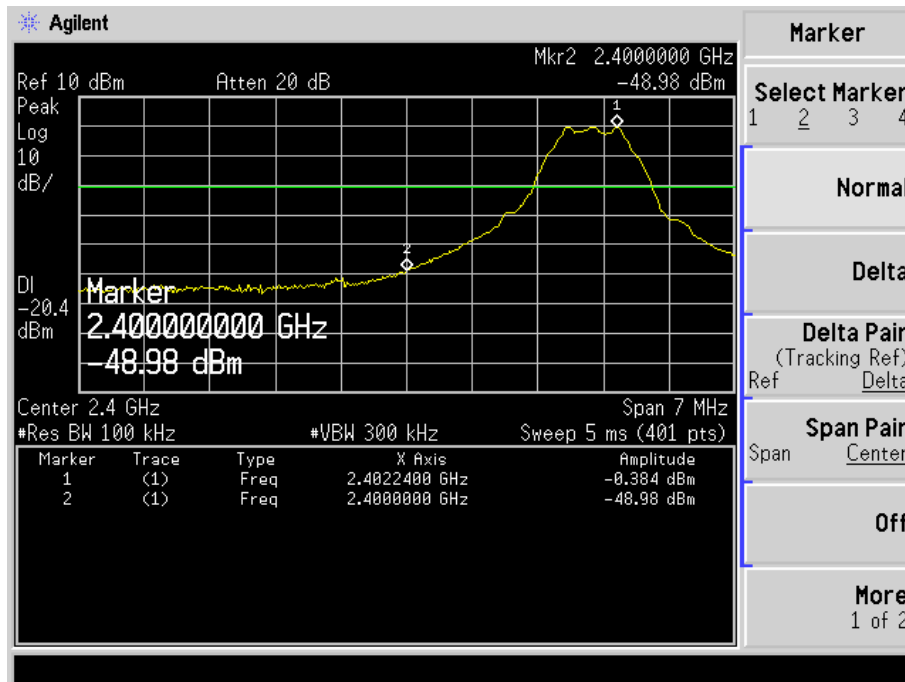 Agilent
Marker
Mkr2 2.4000000 GHz
Ref 10 dBm Atten 20 dB -48.98 dBm
Select Marker
1 2 3 4
Peak
Log
10
dB/
1
Normal
2
Delta
DI
-20.4
dBm
Marker
2.400000000 GHz
-48.98 dBm
Delta Pair
(Tracking Ref)
Ref Delta
Center 2.4 GHz Span 7 MHz
#Res BW 100 kHz #VBW 300 kHz Sweep 5 ms (401 pts)
Span Pair
Span Center
Marker Trace Type X Axis Amplitude
1 (1) Freq 2.4022400 GHz -0.384 dBm
2 (1) Freq 2.4000000 GHz -48.98 dBm
Off
More
1 of 2